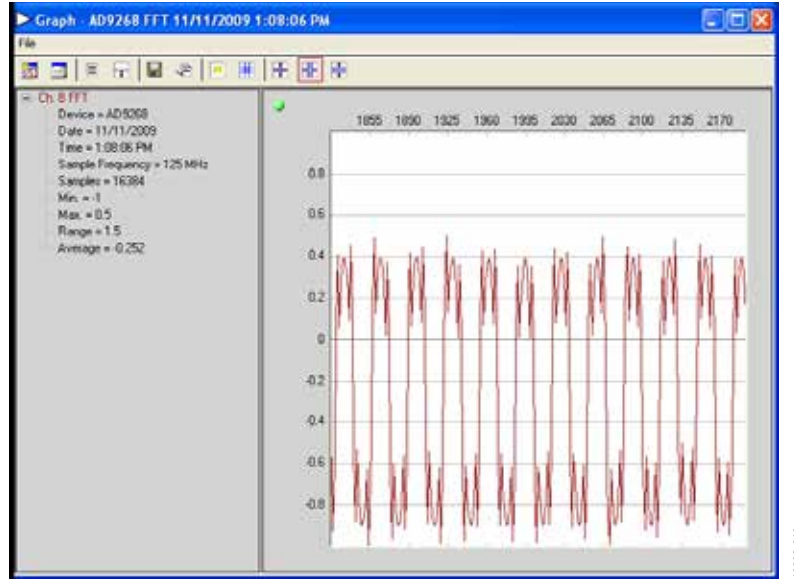 Graph - AD9268 FFT 11/11/2009 1:08:06 PM
File
Ch. B FFT
Device = AD9268
Date = 11/11/2009
Time = 1:08:06 PM
Sample Frequency = 125 MHz
Samples = 16384
Min. = -1
Max. = 0.5
Range = 1.5
Average = -0.252
1855 1890 1925 1960 1995 2030 2065 2100 2135 2170
0.8
0.6
0.4
0.2
0
-0.2
-0.4
-0.6
-0.8